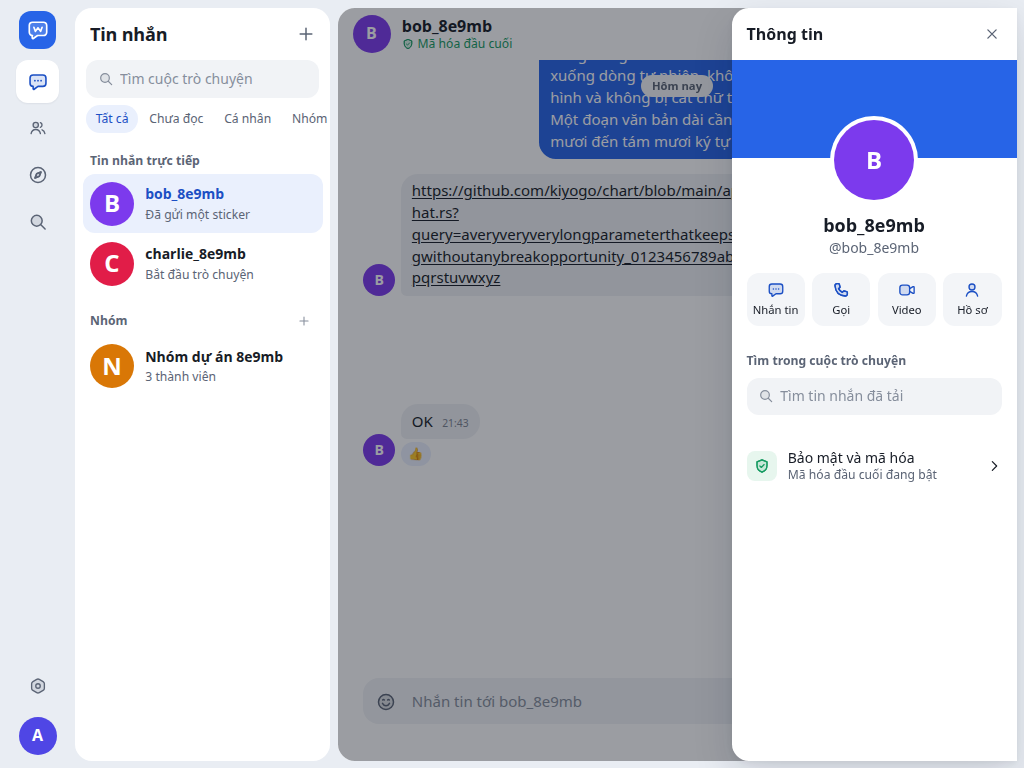 Tin nhắn
Tìm cuộc trò chuyện
Tất cả
Chưa đọc
Cá nhân
Nhóm
Tin nhắn trực tiếp
B
bob_8e9mb
Đã gửi một sticker
C
charlie_8e9mb
Bắt đầu trò chuyện
Nhóm
N
Nhóm dự án 8e9mb
3 thành viên
A
B
bob_8e9mb
Mã hóa đầu cuối
xuống dòng tự nhiên, khô
Hôm nay
hình và không bị cắt chữ t
Một đoạn văn bản dài cần
mươi đến tám mươi ký tự
https://github.com/kiyogo/chart/blob/main/a
hat.rs?
query=averyveryverylongparameterthatkeeps
gwithoutanybreakopportunity_0123456789ab
pqrstuvwxyz
B
OK 21:43
B
Nhắn tin tới bob_8e9mb
Thông tin
B
bob_8e9mb
@bob_8e9mb
Nhắn tin
Gọi
Video
Hồ sơ
Tìm trong cuộc trò chuyện
Tìm tin nhắn đã tải
Bảo mật và mã hóa
Mã hóa đầu cuối đang bật